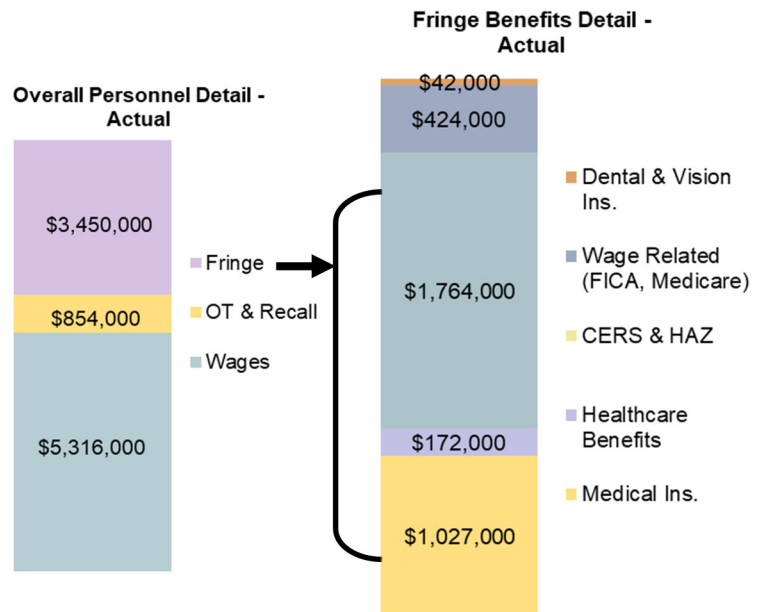 Fringe Benefits Detail -
Actual
Overall Personnel Detail -
Actual
$42,000
$424,000
$3,450,000
Dental & Vision
Ins.
Fringe
Wage Related
(FICA, Medicare)
$1,764,000
OT & Recall
$854,000
CERS & HAZ
Wages
Healthcare
Benefits
$5,316,000
$172,000
Medical Ins.
$1,027,000